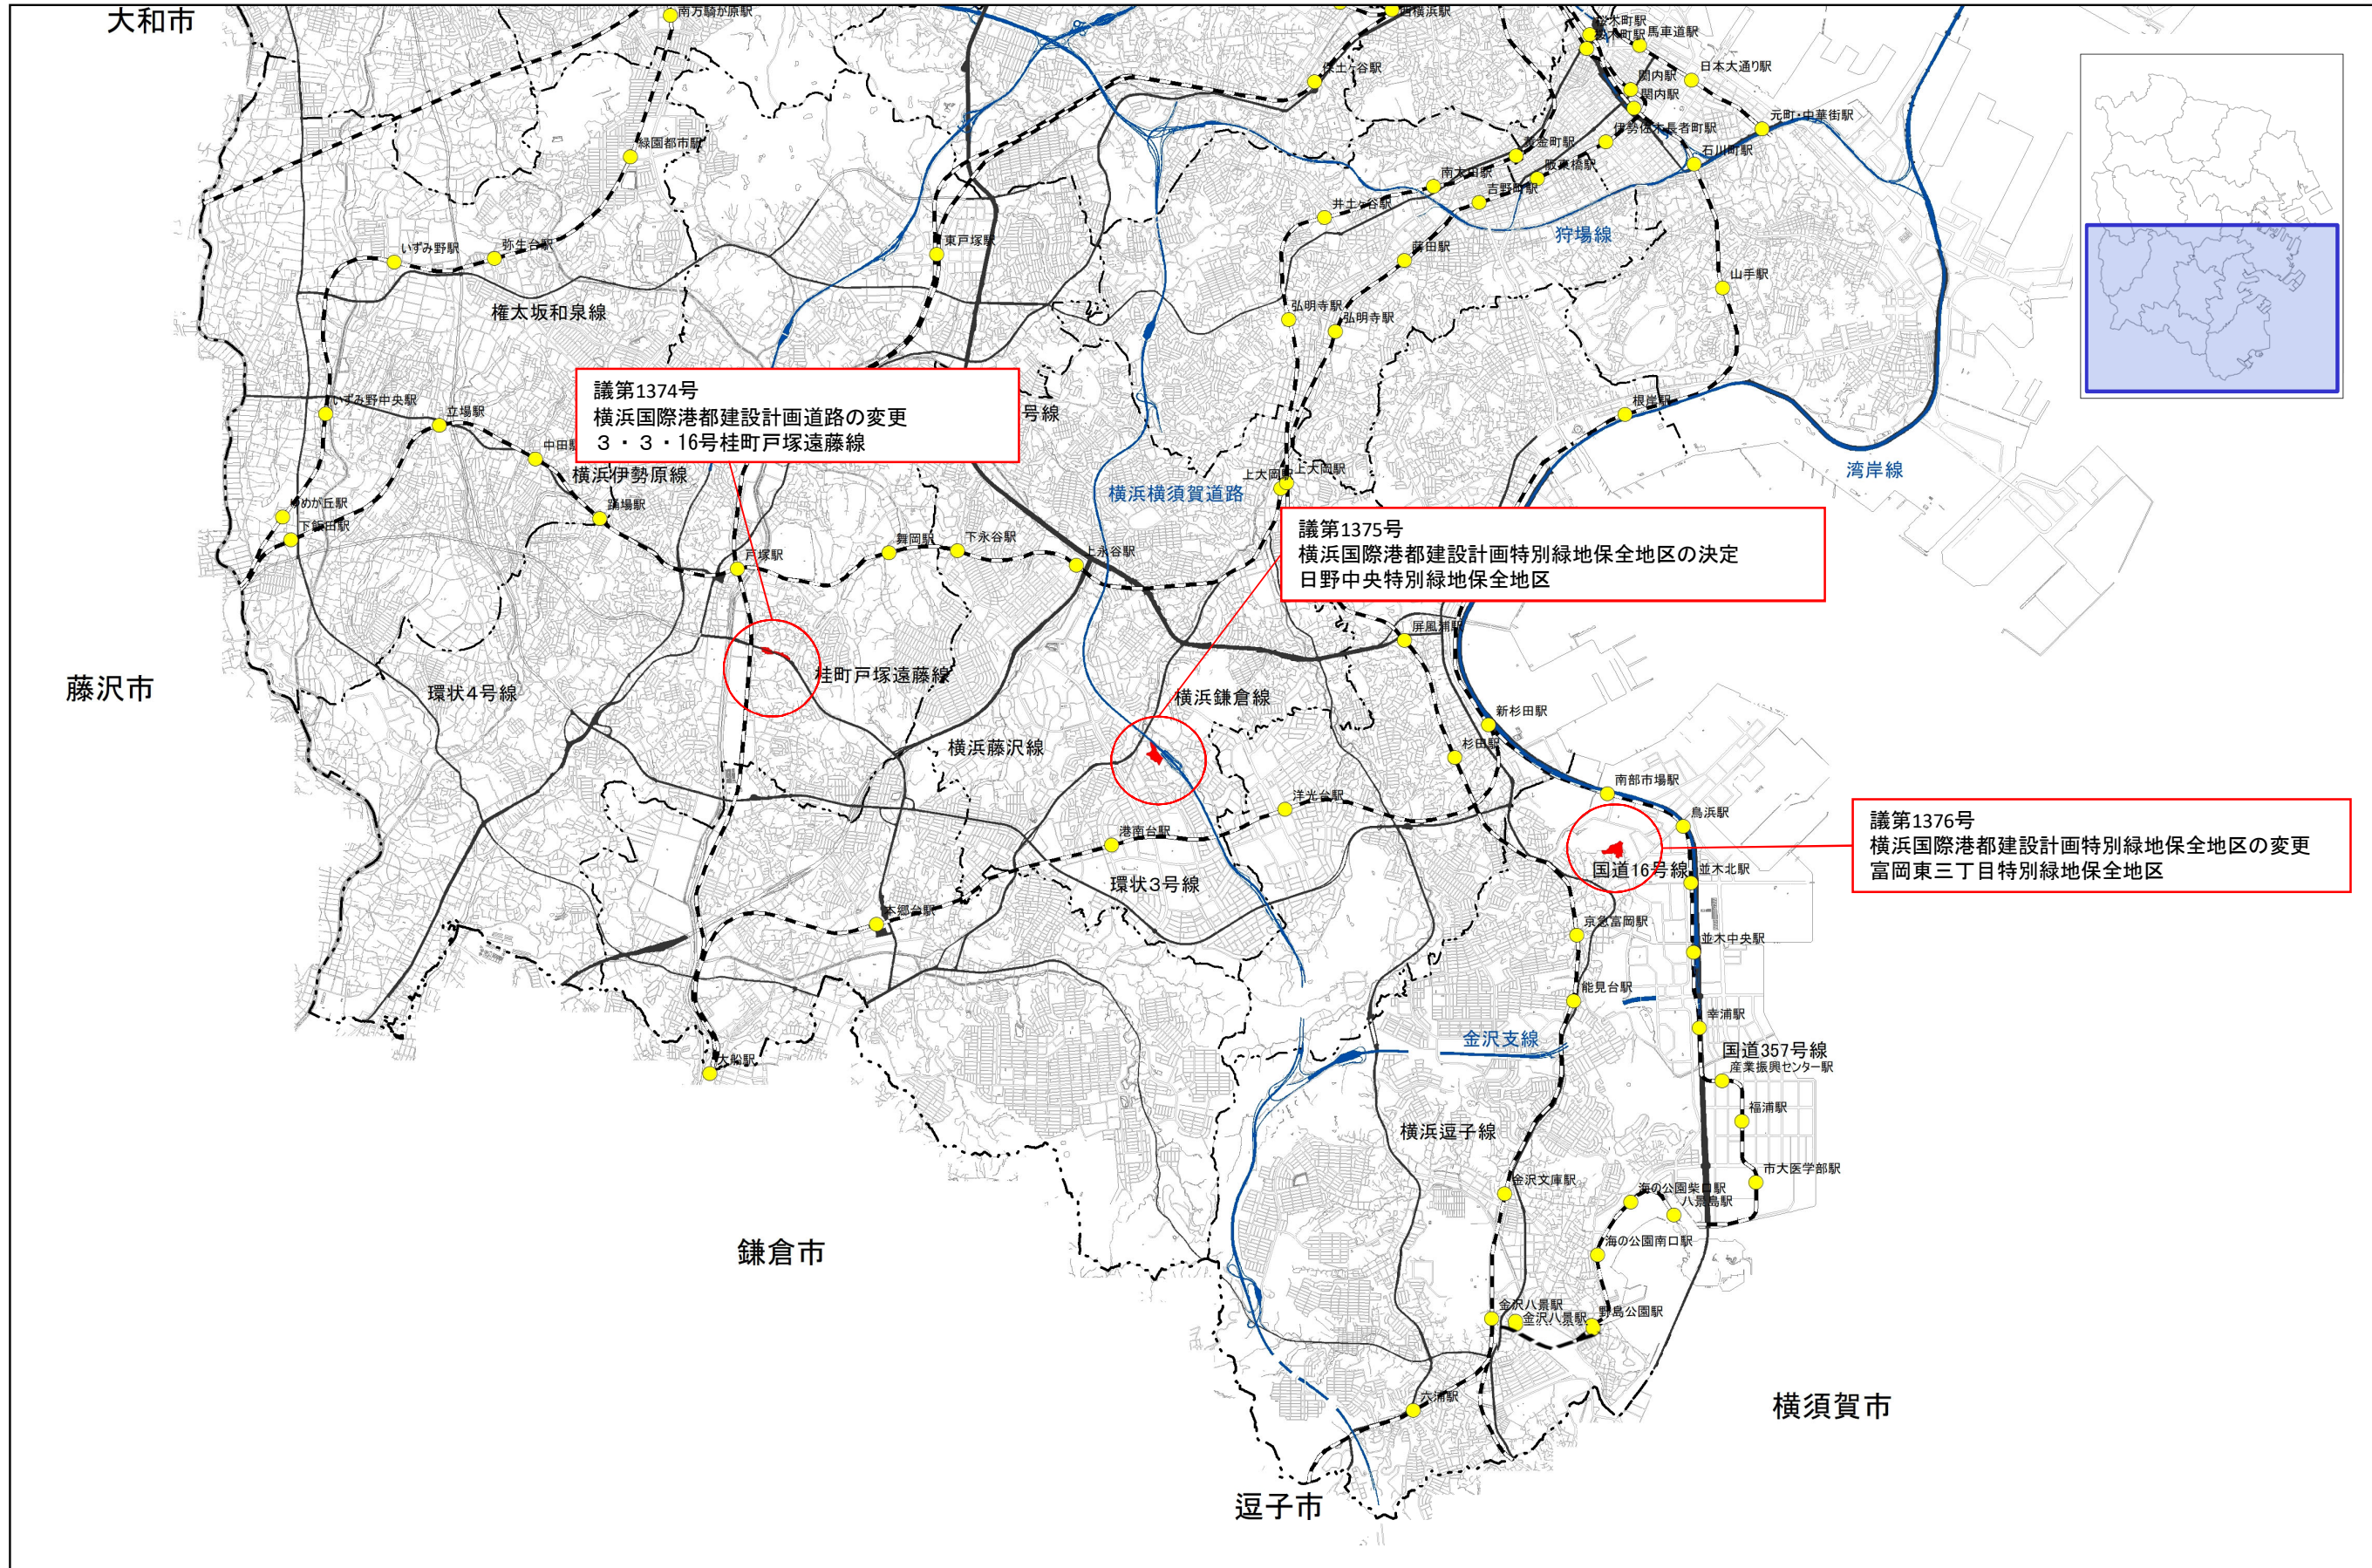 大和市
南万騎が原駅
西横浜駅
桜木町駅
桜木町駅
馬車道駅
保土ヶ谷駅
日本大通り駅
関内駅
関内駅
元町・中華街駅
伊勢佐木長者町駅
緑園都市駅
黄金町駅
石川町駅
阪東橋駅
南太田駅
吉野町駅
井土ヶ谷駅
狩場線
いずみ野駅
弥生台駅
東戸塚駅
蒔田駅
山手駅
権太坂和泉線
弘明寺駅
弘明寺駅
議第1374号
横浜国際港都建設計画道路の変更
3・3・16号桂町戸塚遠藤線
号線
いずみ野中央駅
立場駅
根岸駅
中田駅
横浜伊勢原線
上大岡駅
上大岡駅
湾岸線
横浜横須賀道路
ゆめが丘駅
下飯田駅
踊場駅
議第1375号
横浜国際港都建設計画特別緑地保全地区の決定
日野中央特別緑地保全地区
戸塚駅
舞岡駅
下永谷駅
上永谷駅
屏風浦駅
藤沢市
環状4号線
桂町戸塚遠藤線
横浜鎌倉線
新杉田駅
杉田駅
横浜藤沢線
南部市場駅
洋光台駅
鳥浜駅
港南台駅
議第1376号
横浜国際港都建設計画特別緑地保全地区の変更
富岡東三丁目特別緑地保全地区
国道16号線
並木北駅
環状3号線
本郷台駅
京急富岡駅
並木中央駅
能見台駅
幸浦駅
金沢支線
国道357号線
産業振興センター駅
大船駅
福浦駅
横浜逗子線
市大医学部駅
金沢文庫駅
海の公園柴口駅
八景島駅
鎌倉市
海の公園南口駅
金沢八景駅
金沢八景駅
野島公園駅
六浦駅
横須賀市
逗子市